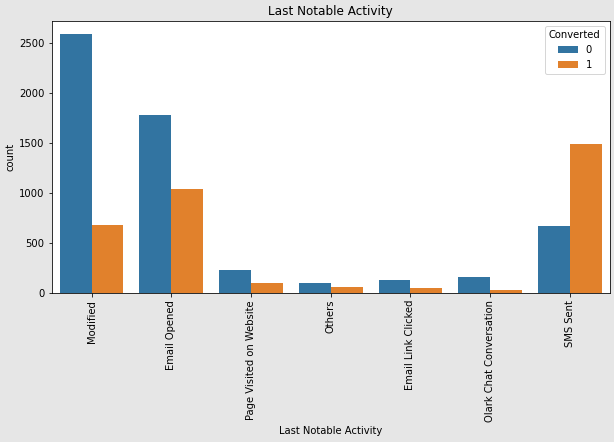 Last Notable Activity
Converted
0
1
count
2500
2000
1500
1000
500
0
Modified
Email Opened
Page Visited on Website
Others
Email Link Clicked
Olark Chat Conversation
SMS Sent
Last Notable Activity